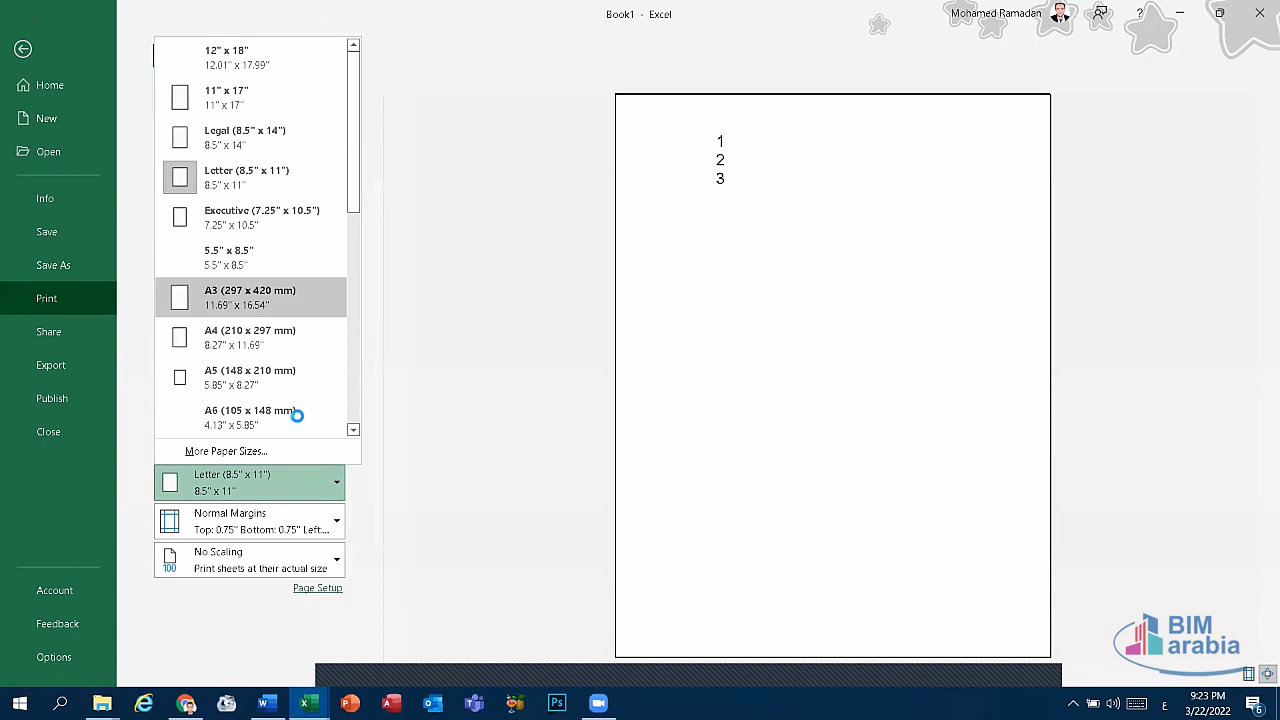 Book1 - Excel
Mohamed Ramadan
?
Home
New
Open
Info
Save
Save As
Print
Share
Export
Publish
Close
Account
Feedback
Options
12" x 18"
12.01" x 17.99"
11" x 17"
11" x 17"
Legal (8.5" x 14")
8.5" x 14"
Letter (8.5" x 11")
8.5" x 11"
Executive (7.25" x 10.5")
7.25" x 10.5"
5.5" x 8.5"
5.5" x 8.5"
A3 (297 x 420 mm)
11.69" x 16.54"
A4 (210 x 297 mm)
8.27" x 11.69"
A5 (148 x 210 mm)
5.85" x 8.27"
A6 (105 x 148 mm)
4.13" x 5.85"
More Paper Sizes...
Letter (8.5" x 11")
8.5" x 11"
Normal Margins
Top: 0.75" Bottom: 0.75" Left:...
No Scaling
100
Print sheets at their actual size
Page Setup
1
2
3
BIM
arabia
ع
9:23 PM
3/22/2022
6